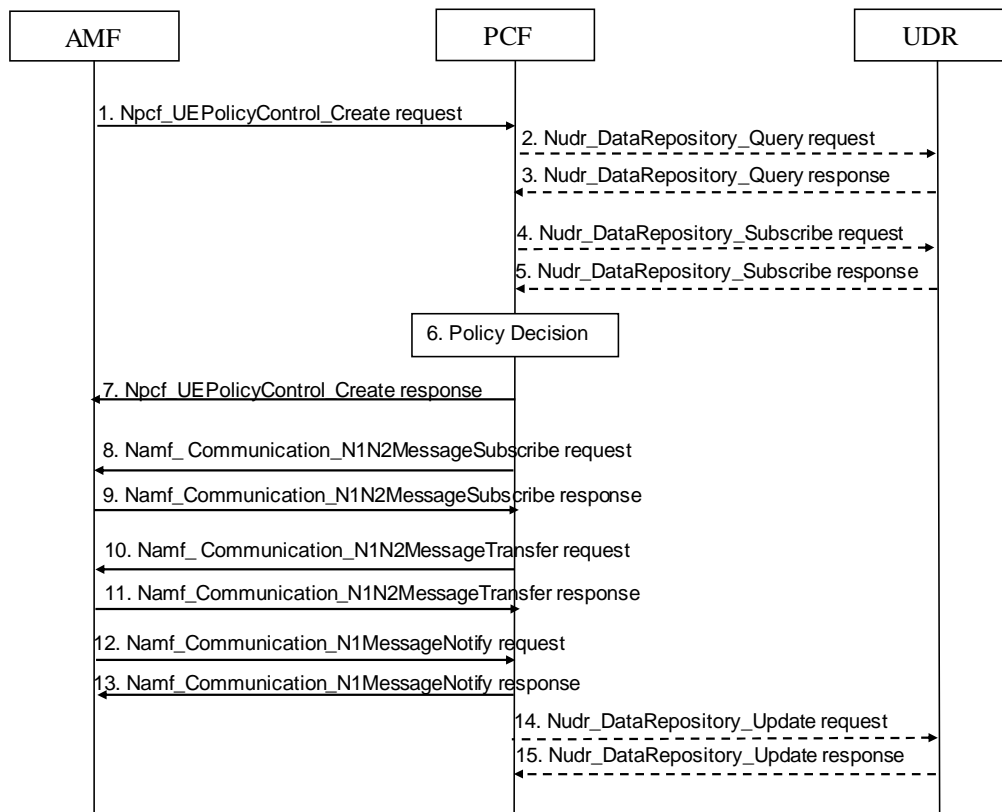 AMF
PCF
UDR
1. Npcf_UEPolicyControl_Create request
2. Nudr_DataRepository_Query request
3. Nudr_DataRepository_Query response
4. Nudr_DataRepository_Subscribe request
5. Nudr_DataRepository_Subscribe response
6. Policy Decision
7. Npcf_UEPolicyControl_Create response
8. Namf_ Communication_N1N2MessageSubscribe request
9. Namf_Communication_N1N2MessageSubscribe response
10. Namf_ Communication_N1N2MessageTransfer request
11. Namf_Communication_N1N2MessageTransfer response
12. Namf_Communication_N1MessageNotify request
13. Namf_Communication_N1MessageNotify response
14. Nudr_DataRepository_Update request
15. Nudr_DataRepository_Update response